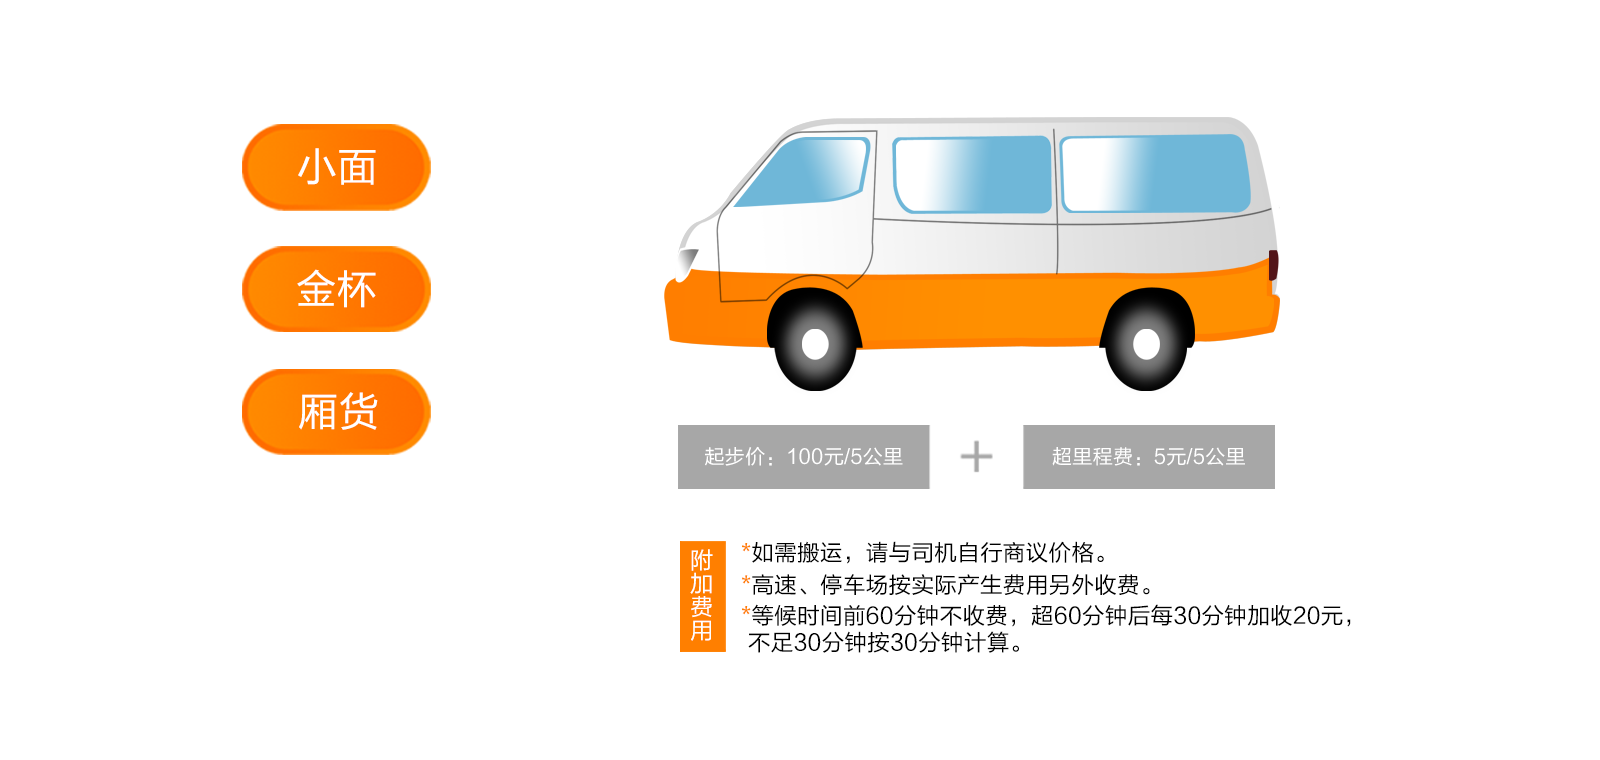 小面
金杯
厢货
起步价：100元/5公里
+
超里程费：5元/5公里
附加费用
*如需搬运，请与司机自行商议价格。
*高速、停车场按实际产生费用另外收费。
*等候时间前60分钟不收费，超60分钟后每30分钟加收20元，
不足30分钟按30分钟计算。